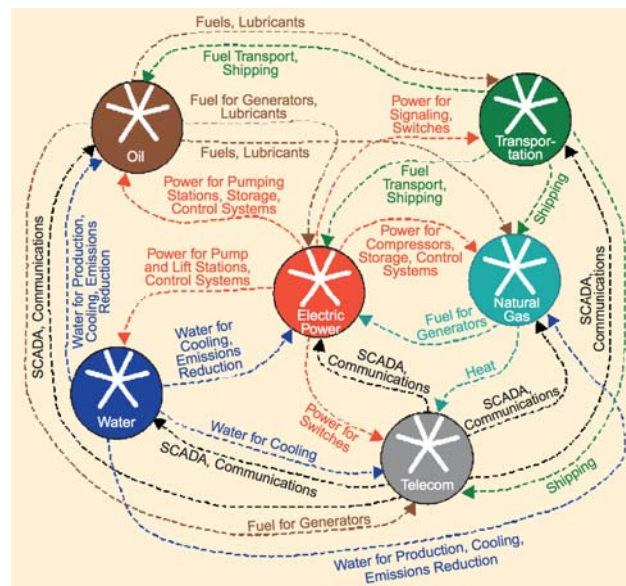 Fuels, Lubricants
Fuel Transport,
Shipping
Fuel for Generators,
Lubricants
Power for
Signaling,
Switches
Oil
Transpor-
tation
Fuels, Lubricants
Fuel
Transport,
Shipping
Shipping
Power for Pumping
Stations, Storage,
Control Systems
Power for
Compressors,
Storage, Control
Systems
Power for Pump
and Lift Stations,
Control Systems
SCADA, Communications
Water for Production,
Cooling, Emissions
Reduction
Electric
Power
Natural
Gas
Fuel for
Generators
Water for
Cooling,
Emissions
Reduction
SCADA,
Communications
Heat
SCADA,
Communications
SCADA,
Communications
Water
Power for
Switches
Water for Cooling
SCADA, Communications
Telecom
Shipping
Fuel for Generators
Water for Production, Cooling,
Emissions Reduction